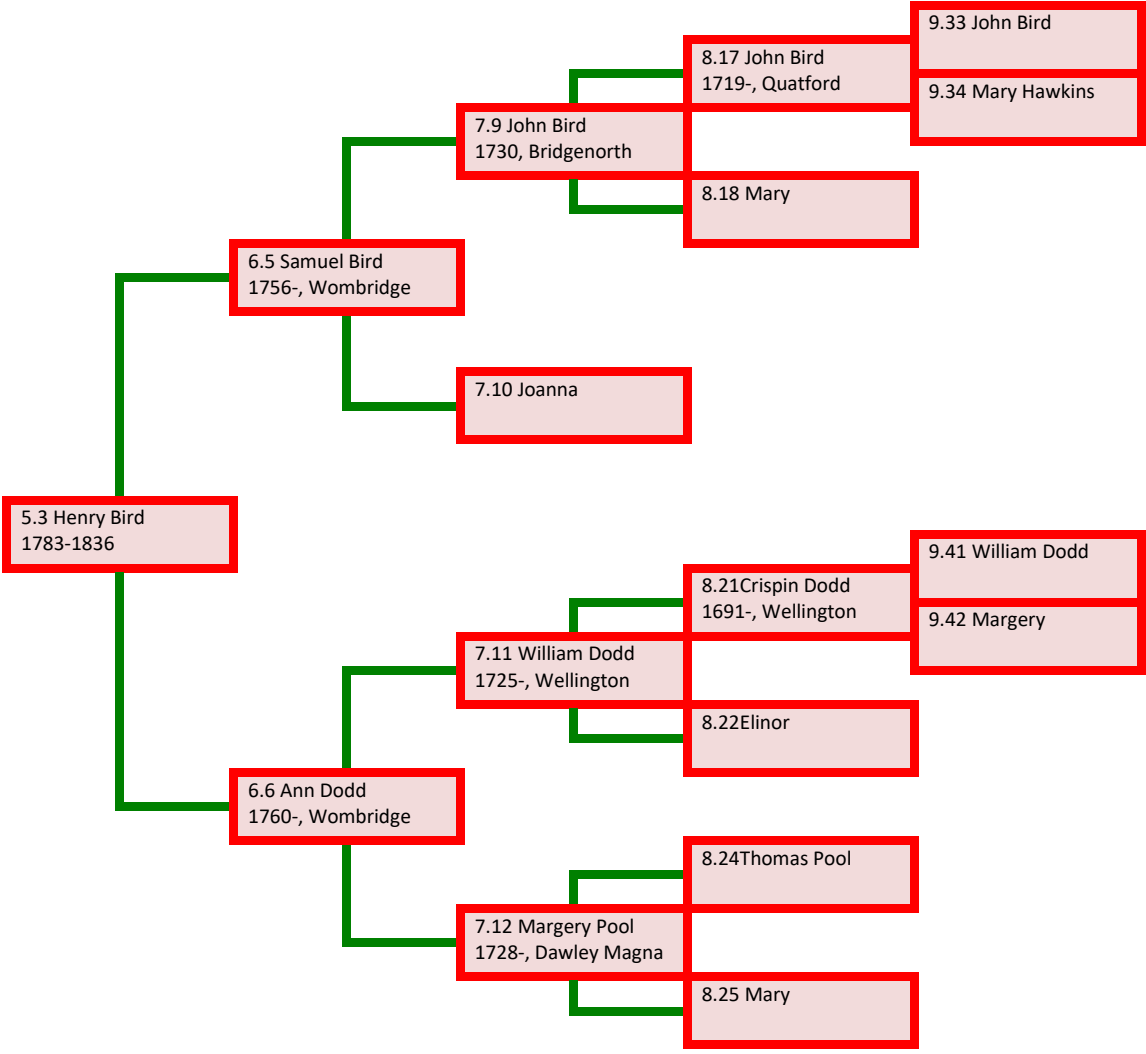 9.33 John Bird
8.17 John Bird
1719-, Quatford
9.34 Mary Hawkins
7.9 John Bird
1730, Bridgenorth
8.18 Mary
6.5 Samuel Bird
1756-, Wombridge
7.10 Joanna
5.3 Henry Bird
1783-1836
9.41 William Dodd
8.21Crispin Dodd
1691-, Wellington
9.42 Margery
7.11 William Dodd
1725-, Wellington
8.22Elinor
6.6 Ann Dodd
1760-, Wombridge
8.24Thomas Pool
7.12 Margery Pool
1728-, Dawley Magna
8.25 Mary